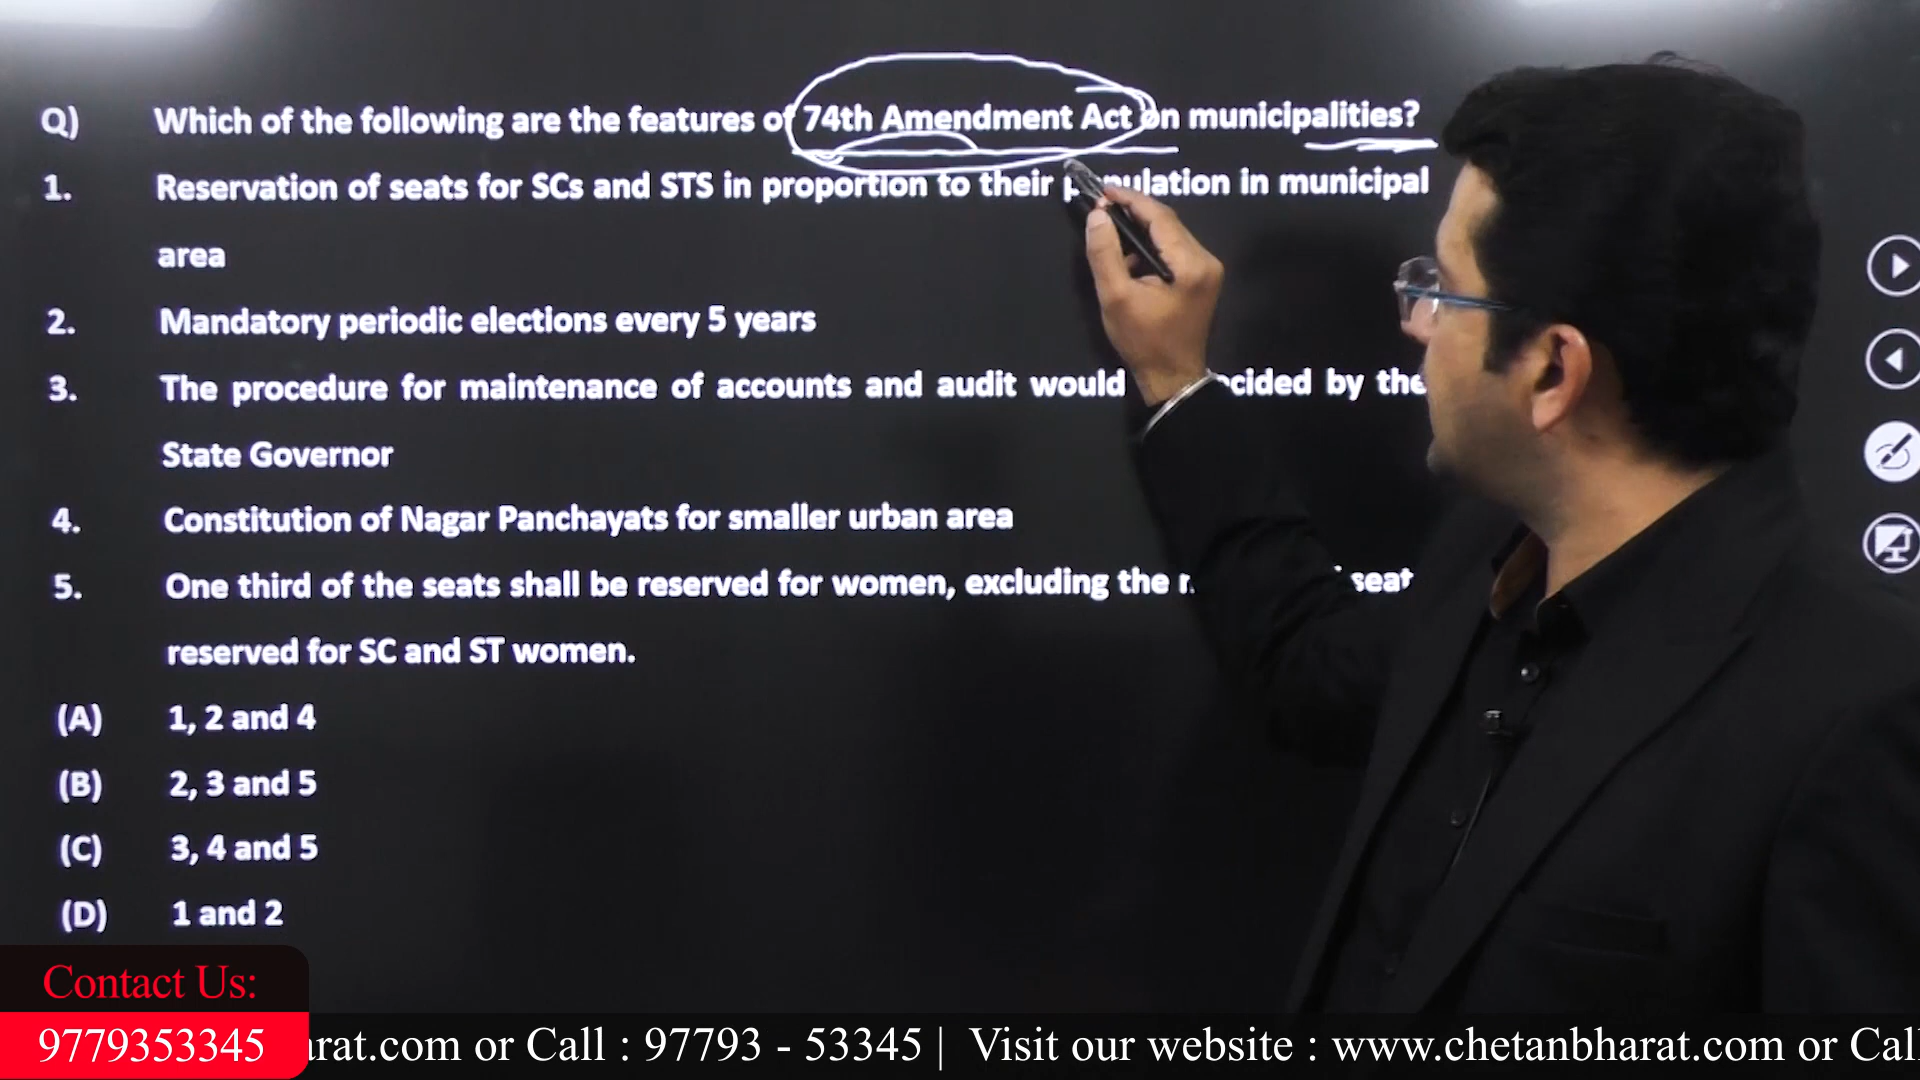 Q) Which of the following are the features of 74th Amendment Act on municipalities?
1. Reservation of seats for SCs and STS in proportion to their population in municipal
area
2. Mandatory periodic elections every 5 years
3. The procedure for maintenance of accounts and audit would decided by the
State Governor
4. Constitution of Nagar Panchayats for smaller urban area
5. One third of the seats shall be reserved for women, excluding the seat
reserved for SC and ST women.
(A) 1, 2 and 4
(B) 2, 3 and 5
(C) 3, 4 and 5
(D) 1 and 2
Contact Us:
9779353345
arat.com or Call : 97793 - 53345 | Visit our website : www.chetanbharat.com or Call